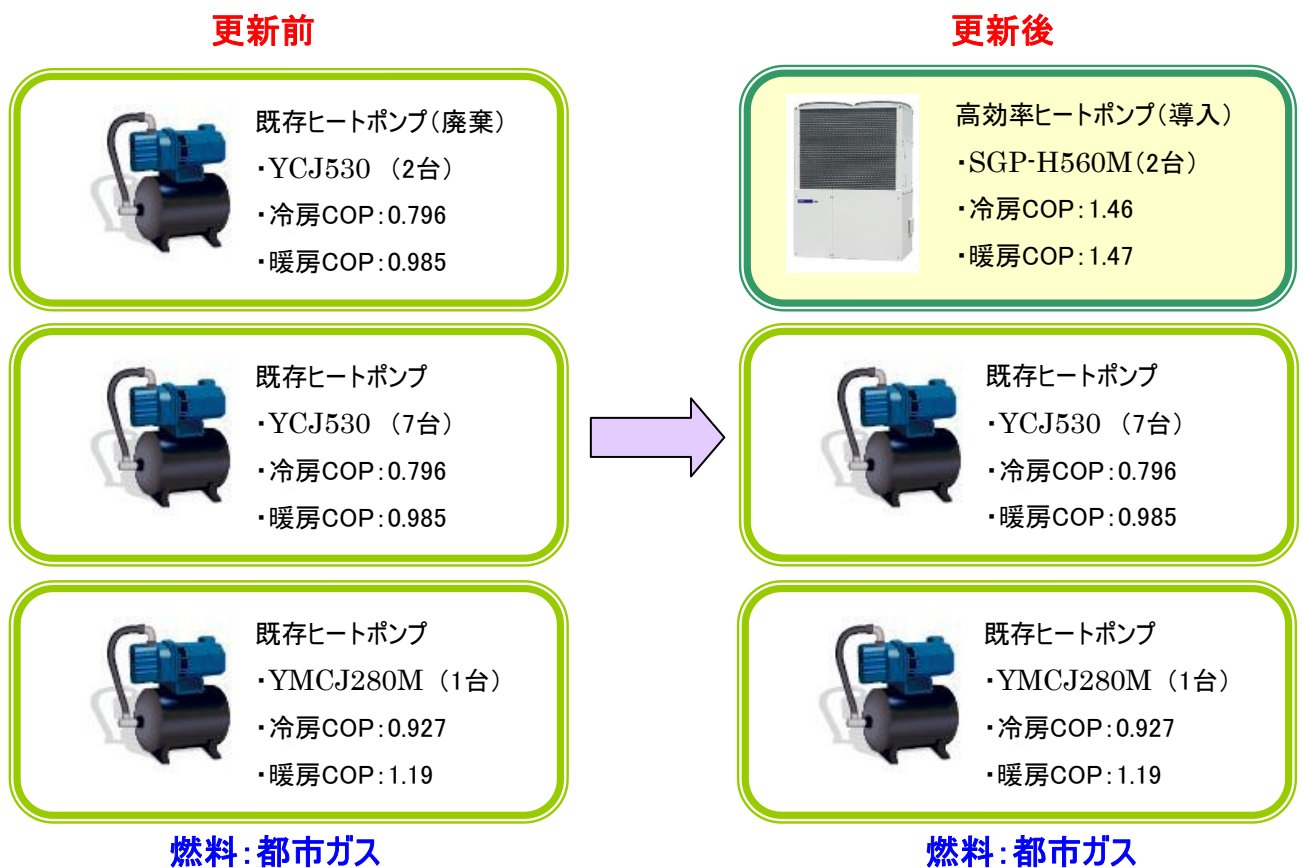 更新前
既存ヒートポンプ(廃棄)
・YCJ530 (2台)
・冷房COP:0.796
・暖房COP:0.985
既存ヒートポンプ
・YCJ530 (7台)
・冷房COP:0.796
・暖房COP:0.985
既存ヒートポンプ
・YMCJ280M (1台)
・冷房COP:0.927
・暖房COP:1.19
燃料:都市ガス
更新後
高効率ヒートポンプ(導入)
・SGP-H560M(2台)
・冷房COP:1.46
・暖房COP:1.47
既存ヒートポンプ
・YCJ530 (7台)
・冷房COP:0.796
・暖房COP:0.985
既存ヒートポンプ
・YMCJ280M (1台)
・冷房COP:0.927
・暖房COP:1.19
燃料:都市ガス